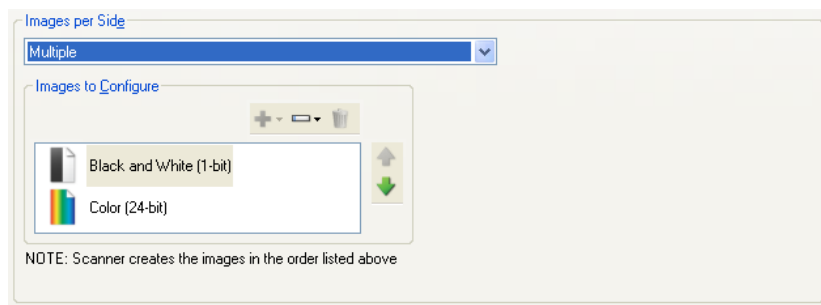 Images per Side
Multiple
Images to Configure
Black and White (1-bit)
Color (24-bit)
NOTE: Scanner creates the images in the order listed above